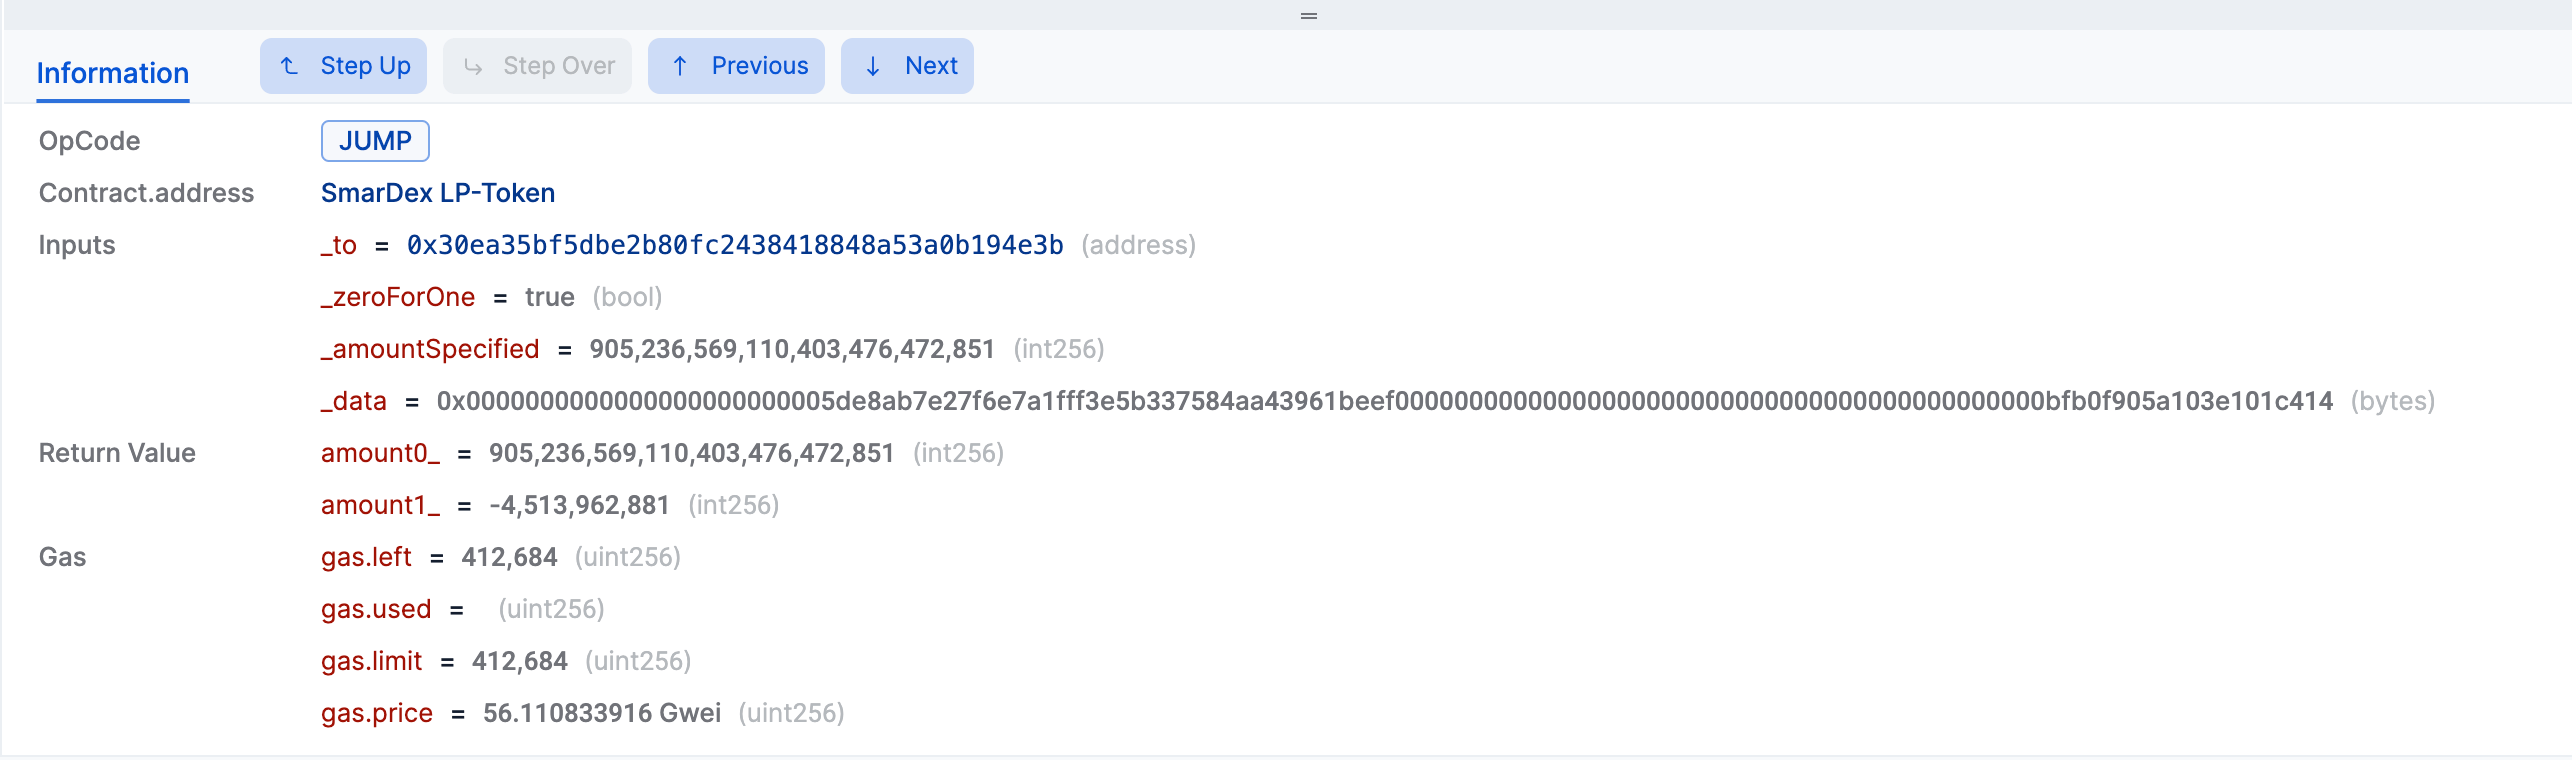 Information Step Up Step Over Previous Next
OpCode JUMP
Contract.address SmarDex LP-Token
Inputs _to = 0x30ea35bf5dbe2b80fc2438418848a53a0b194e3b (address)
_zeroForOne = true (bool)
_amountSpecified = 905,236,569,110,403,476,472,851 (int256)
_data = 0x0000000000000000000000005de8ab7e27f6e7a1fff3e5b337584aa43961beef00000000000000000000000000000000000000000000bfb0f905a103e101c414 (bytes)
Return Value amount0_ = 905,236,569,110,403,476,472,851 (int256)
amount1_ = -4,513,962,881 (int256)
Gas gas.left = 412,684 (uint256)
gas.used = (uint256)
gas.limit = 412,684 (uint256)
gas.price = 56.110833916 Gwei (uint256)